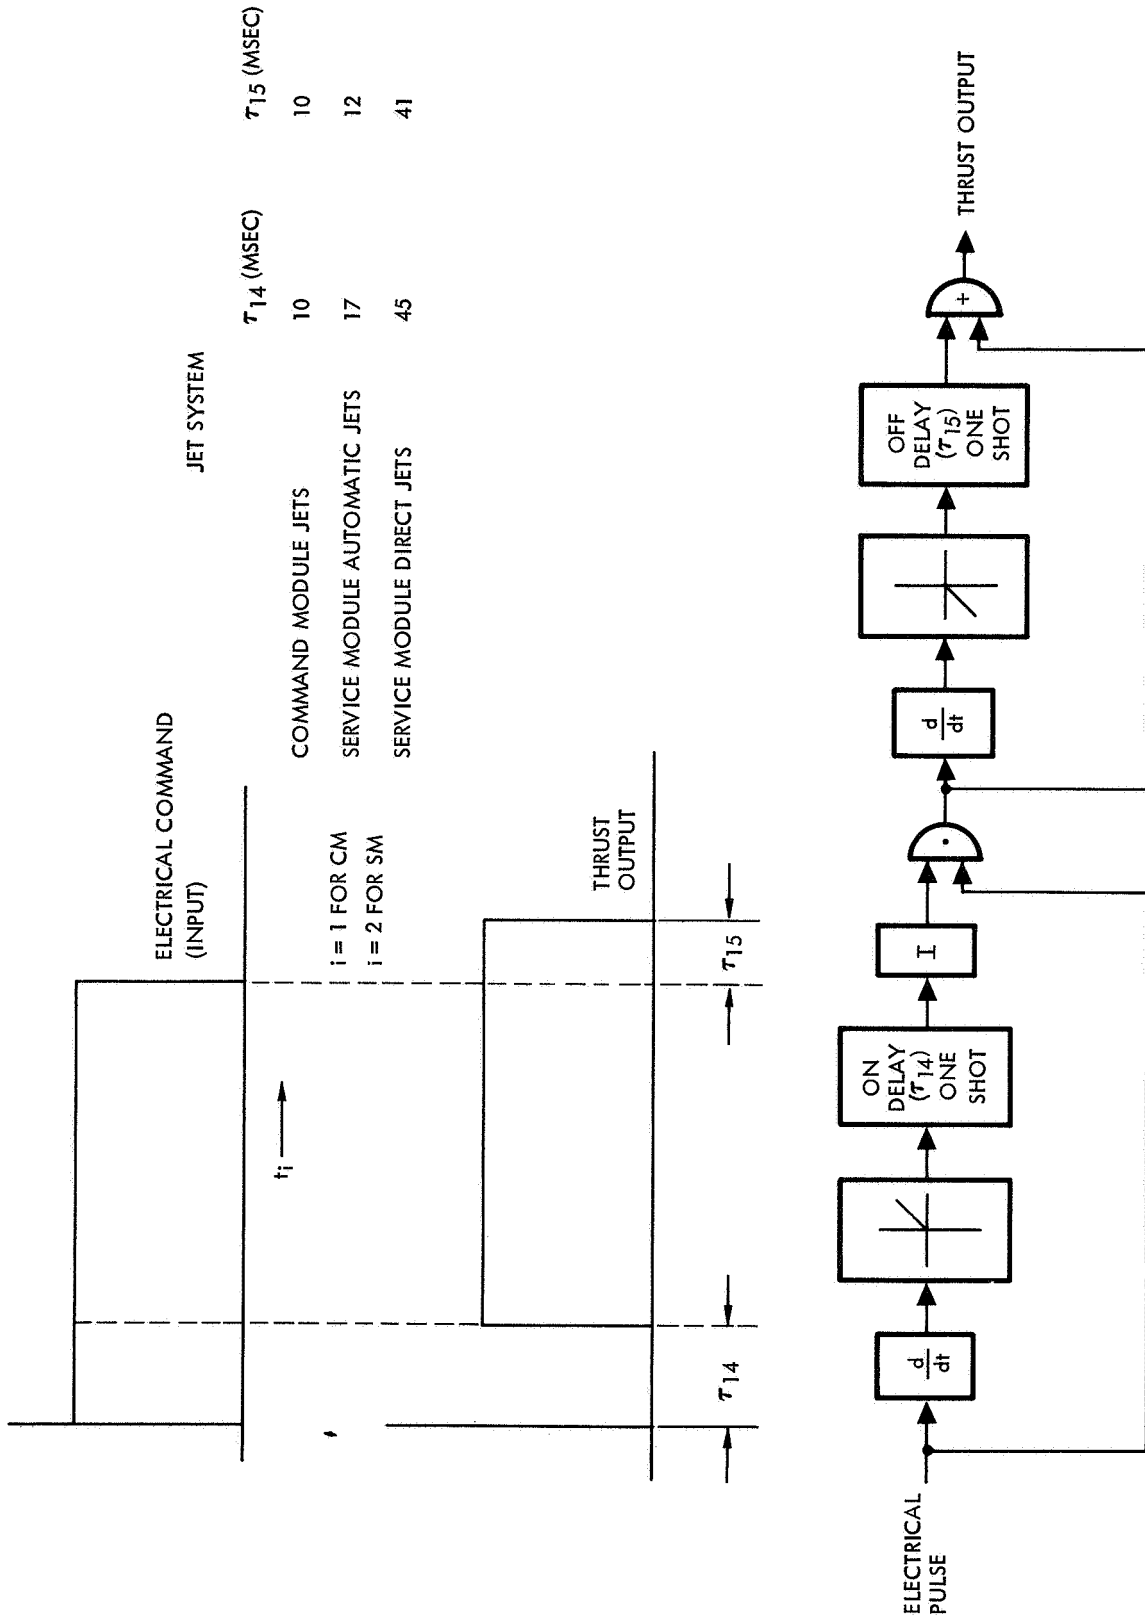 ELECTRICAL COMMAND
(INPUT)
t_i
i = 1 FOR CM
i = 2 FOR SM
THRUST
OUTPUT
τ14
τ15
JET SYSTEM
τ14 (MSEC)
τ15 (MSEC)
COMMAND MODULE JETS 10 10
SERVICE MODULE AUTOMATIC JETS 17 12
SERVICE MODULE DIRECT JETS 45 41
ELECTRICAL
PULSE
d
dt
ON
DELAY
(τ14)
ONE
SHOT
I
•
d
dt
OFF
DELAY
(τ15)
ONE
SHOT
+
THRUST OUTPUT